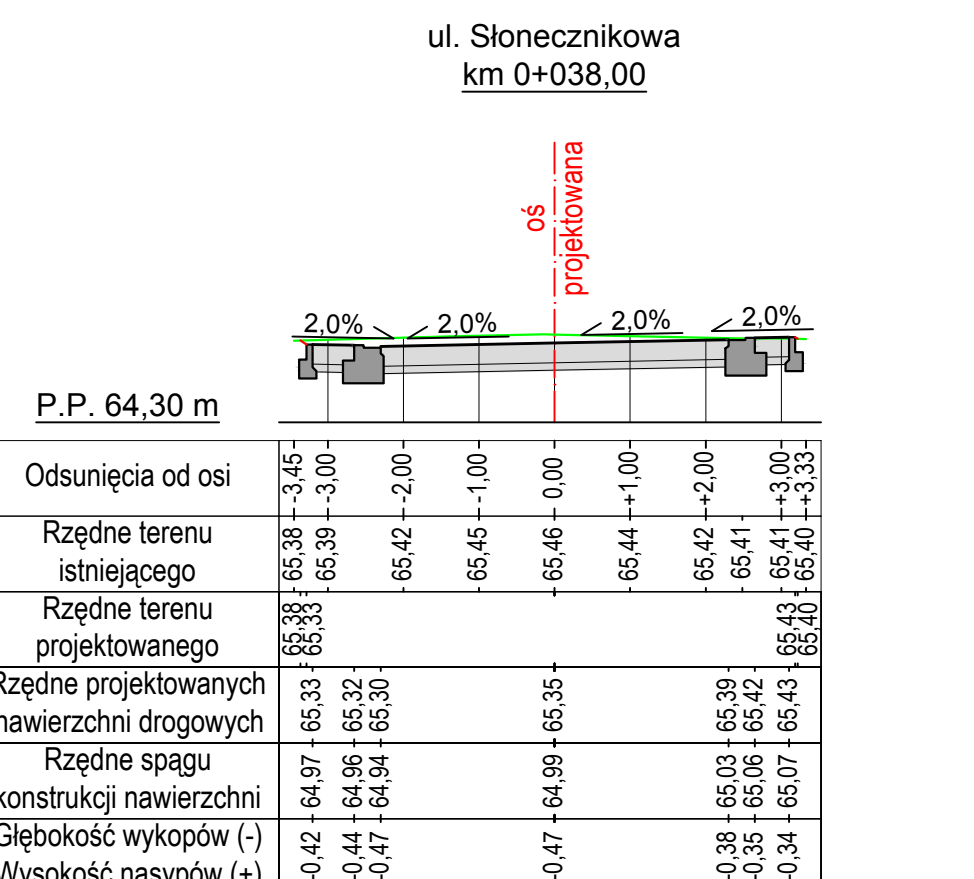 ul. Słonecznikowa
km 0+038,00
oś
projektowana
2,0% 2,0% 2,0% 2,0%
P.P. 64,30 m
Odsunięcia od osi -3,45 -3,00 -2,00 -1,00 0,00 +1,00 +2,00 +3,00 +3,33
Rzędne terenu
istniejącego 65,38 65,39 65,42 65,45 65,46 65,44 65,42 65,41 65,41 65,40
Rzędne terenu
projektowanego 65,38 65,33 65,43 65,40
Rzędne projektowanych
nawierzchni drogowych 65,33 65,32 65,30 65,35 65,39 65,42 65,43
Rzędne spągu
konstrukcji nawierzchni 64,97 64,96 64,94 64,99 65,03 65,06 65,07
Głębokość wykopów (-)
Wysokość nasypów (+) -0,42 -0,44 -0,47 -0,47 -0,38 -0,35 -0,34